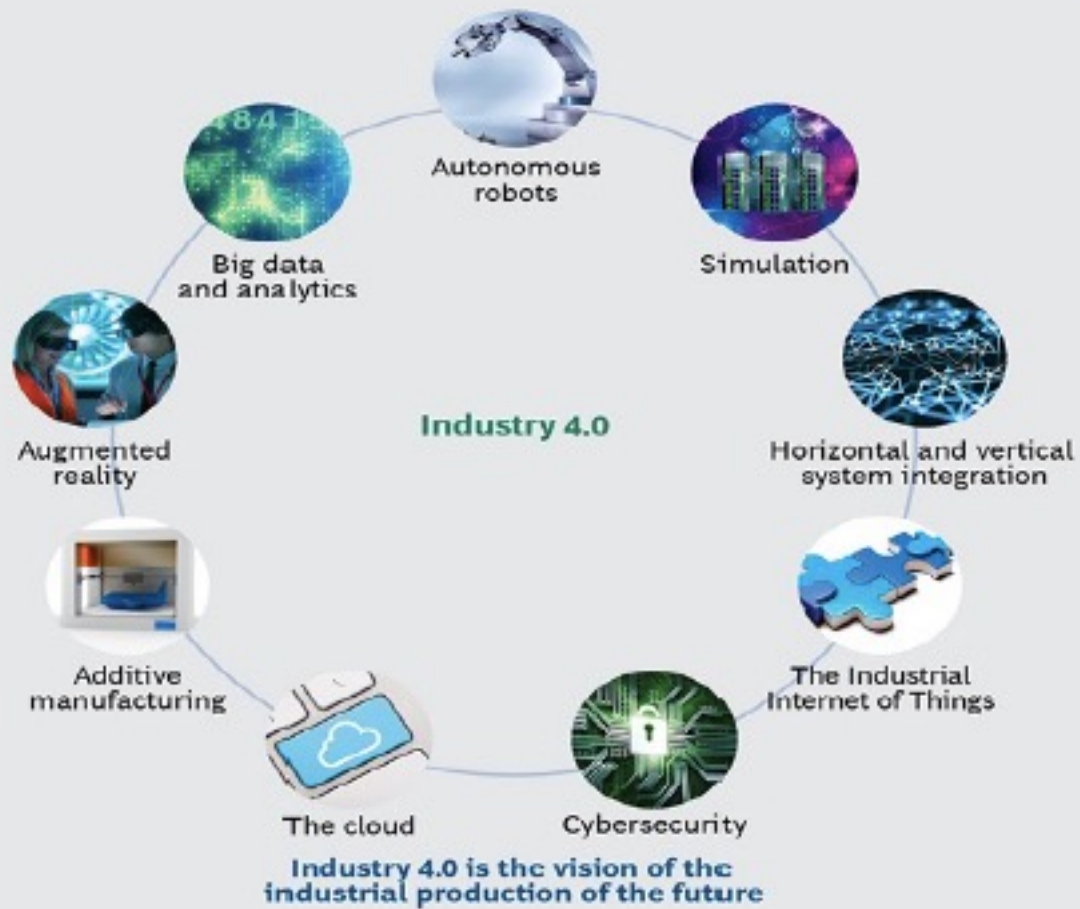 Autonomous
robots
Simulation
Horizontal and vertical
system integration
The Industrial
Internet of Things
Cybersecurity
The cloud
Additive
manufacturing
Augmented
reality
Big data
and analytics
Industry 4.0
Industry 4.0 is the vision of the
industrial production of the future